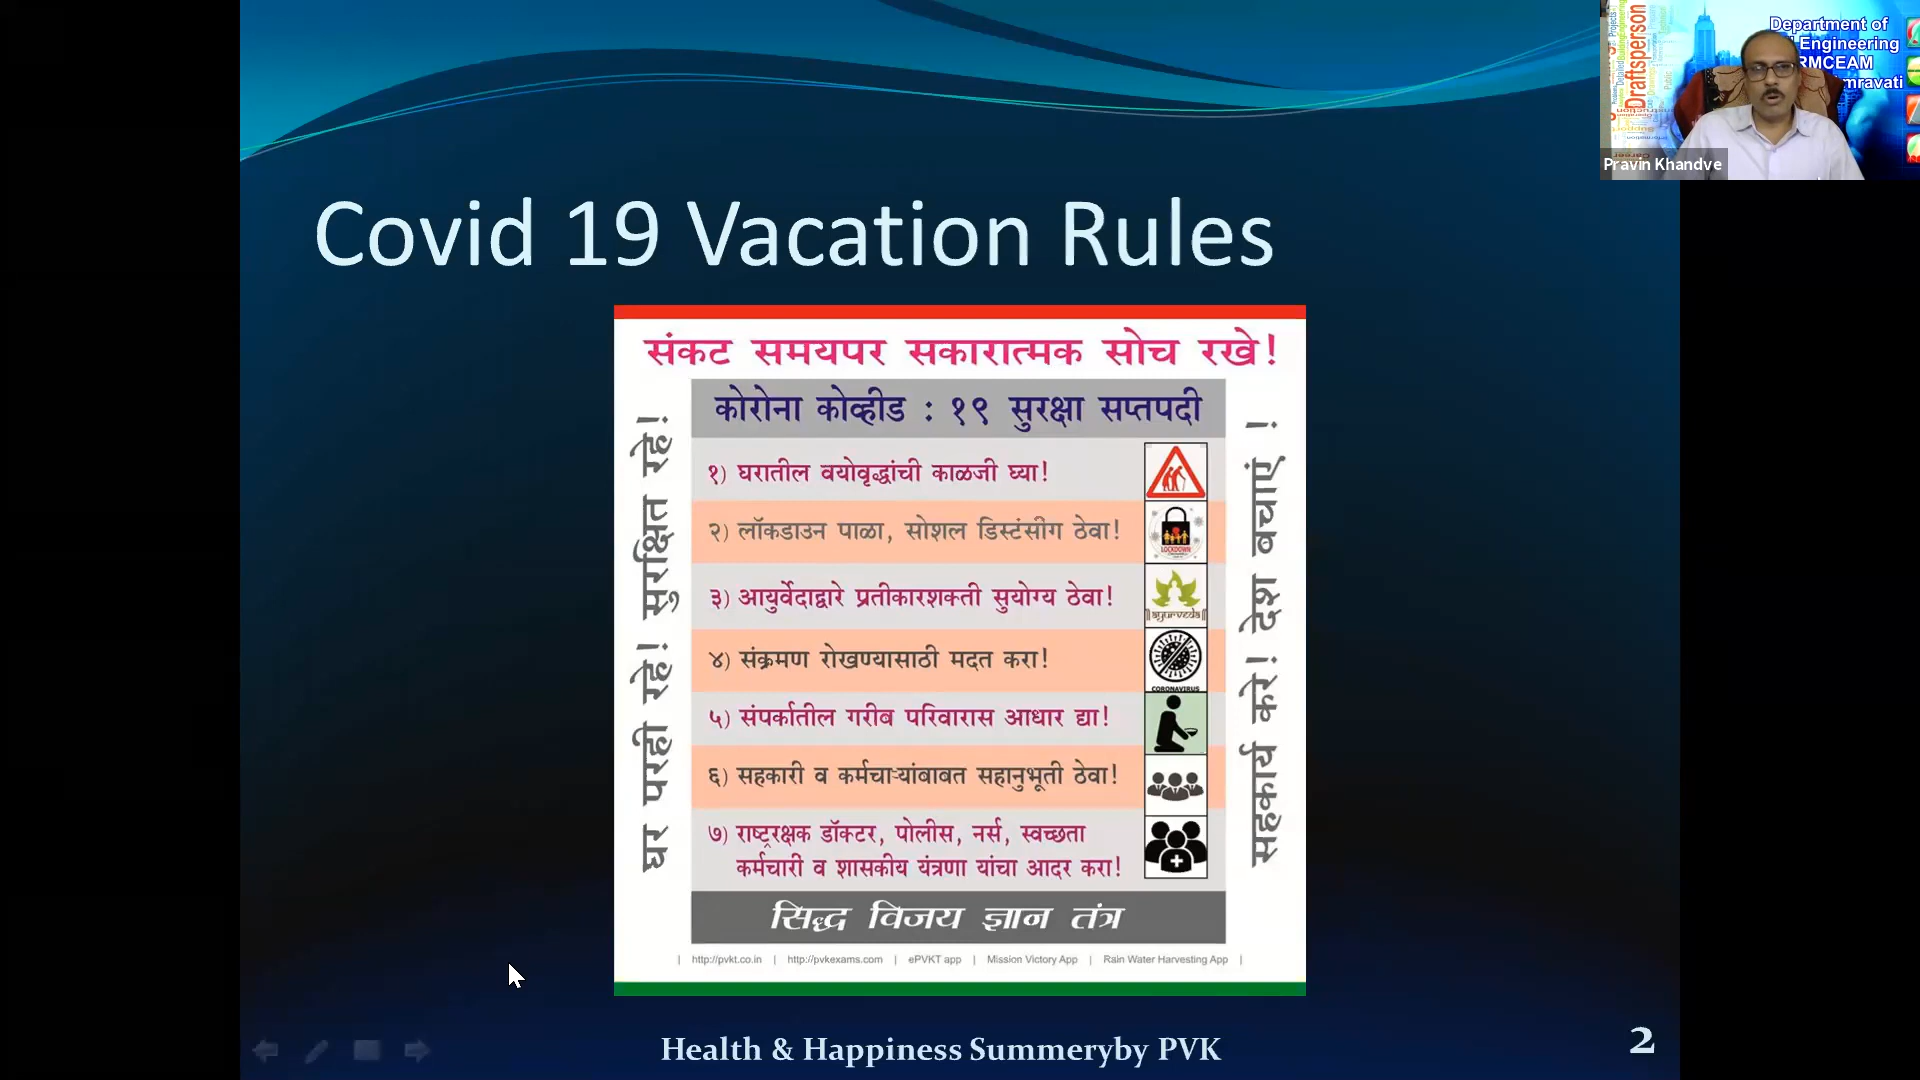 Covid 19 Vacation Rules
संकट समयपर सकारात्मक सोच रखे!
कोरोना कोव्हीड : १९ सुरक्षा सप्तपदी
१) घरातील वयोवृद्धांची काळजी घ्या!
२) लॉकडाउन पाळा, सोशल डिस्टंसींग ठेवा!
LOCKDOWN
३) आयुर्वेदाद्वारे प्रतीकारशक्ती सुयोग्य ठेवा!
ayurveda
४) संक्रमण रोखण्यासाठी मदत करा!
CORONAVIRUS
५) संपर्कातील गरीब परिवारास आधार द्या!
६) सहकारी व कर्मचाऱ्यांबाबत सहानुभूती ठेवा!
७) राष्ट्ररक्षक डॉक्टर, पोलीस, नर्स, स्वच्छता
कर्मचारी व शासकीय यंत्रणा यांचा आदर करा!
सिद्ध विजय ज्ञान तंत्र
घर परही रहे! सुरक्षित रहे!
सहकार्य करे! देश बचाएं !
| http://pvkt.co.in | http://pvkexams.com | ePVKT app | Mission Victory App | Rain Water Harvesting App |
Health & Happiness Summeryby PVK
2
Department of
Engineering
RMCEAM
mravati
Draftsperson
Pravin Khandve